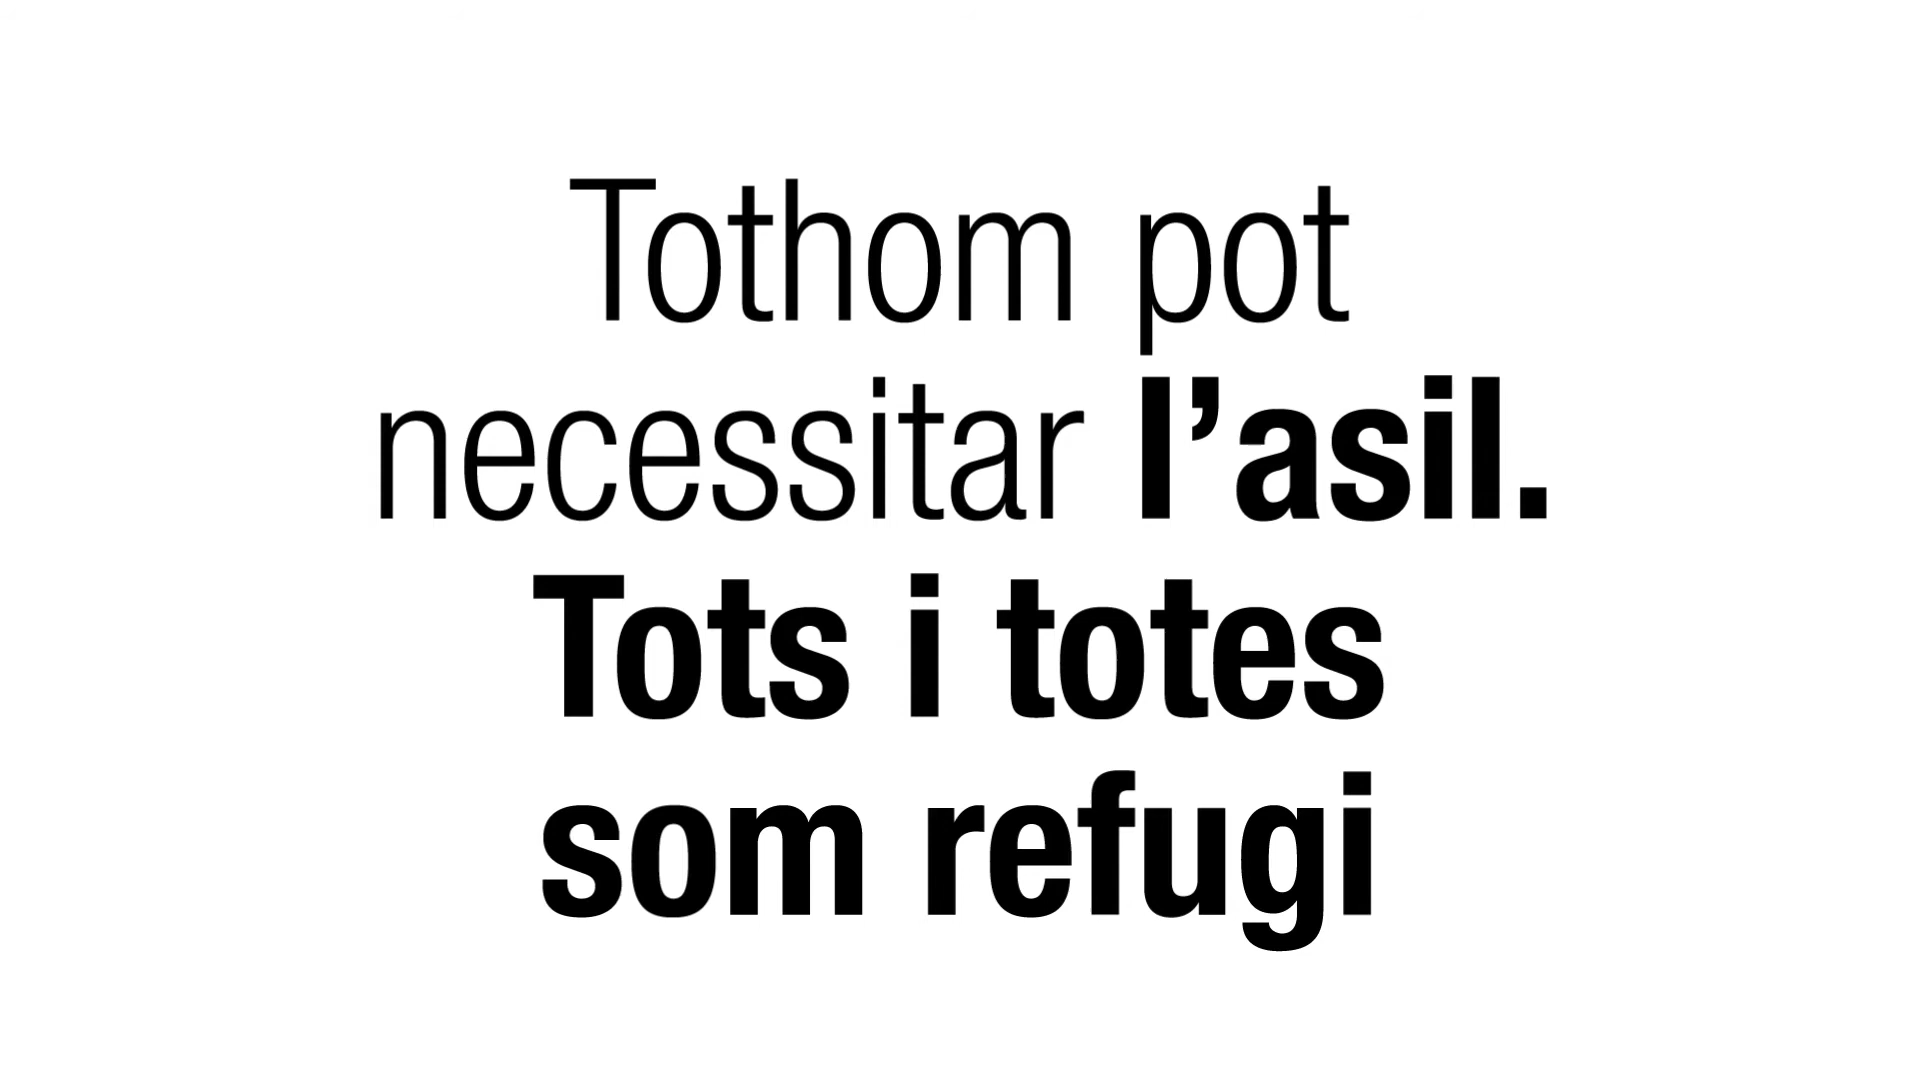 Tothom pot
necessitar l’asil.
Tots i totes
som refugi